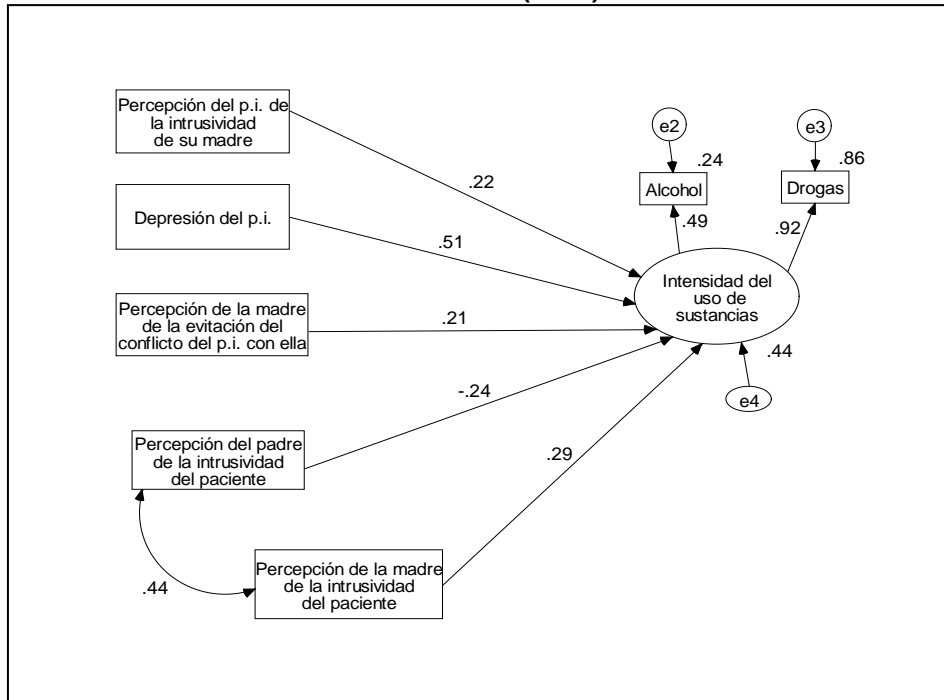 Percepción del p.i. de
la intrusividad
de su madre
Depresión del p.i.
Percepción de la madre
de la evitación del
conflicto del p.i. con ella
Percepción del padre
de la intrusividad
del paciente
Percepción de la madre
de la intrusividad
del paciente
.44
.22
.51
.21
-.24
.29
e2
.24
Alcohol
.49
e3
.86
Drogas
.92
Intensidad del
uso de
sustancias
.44
e4